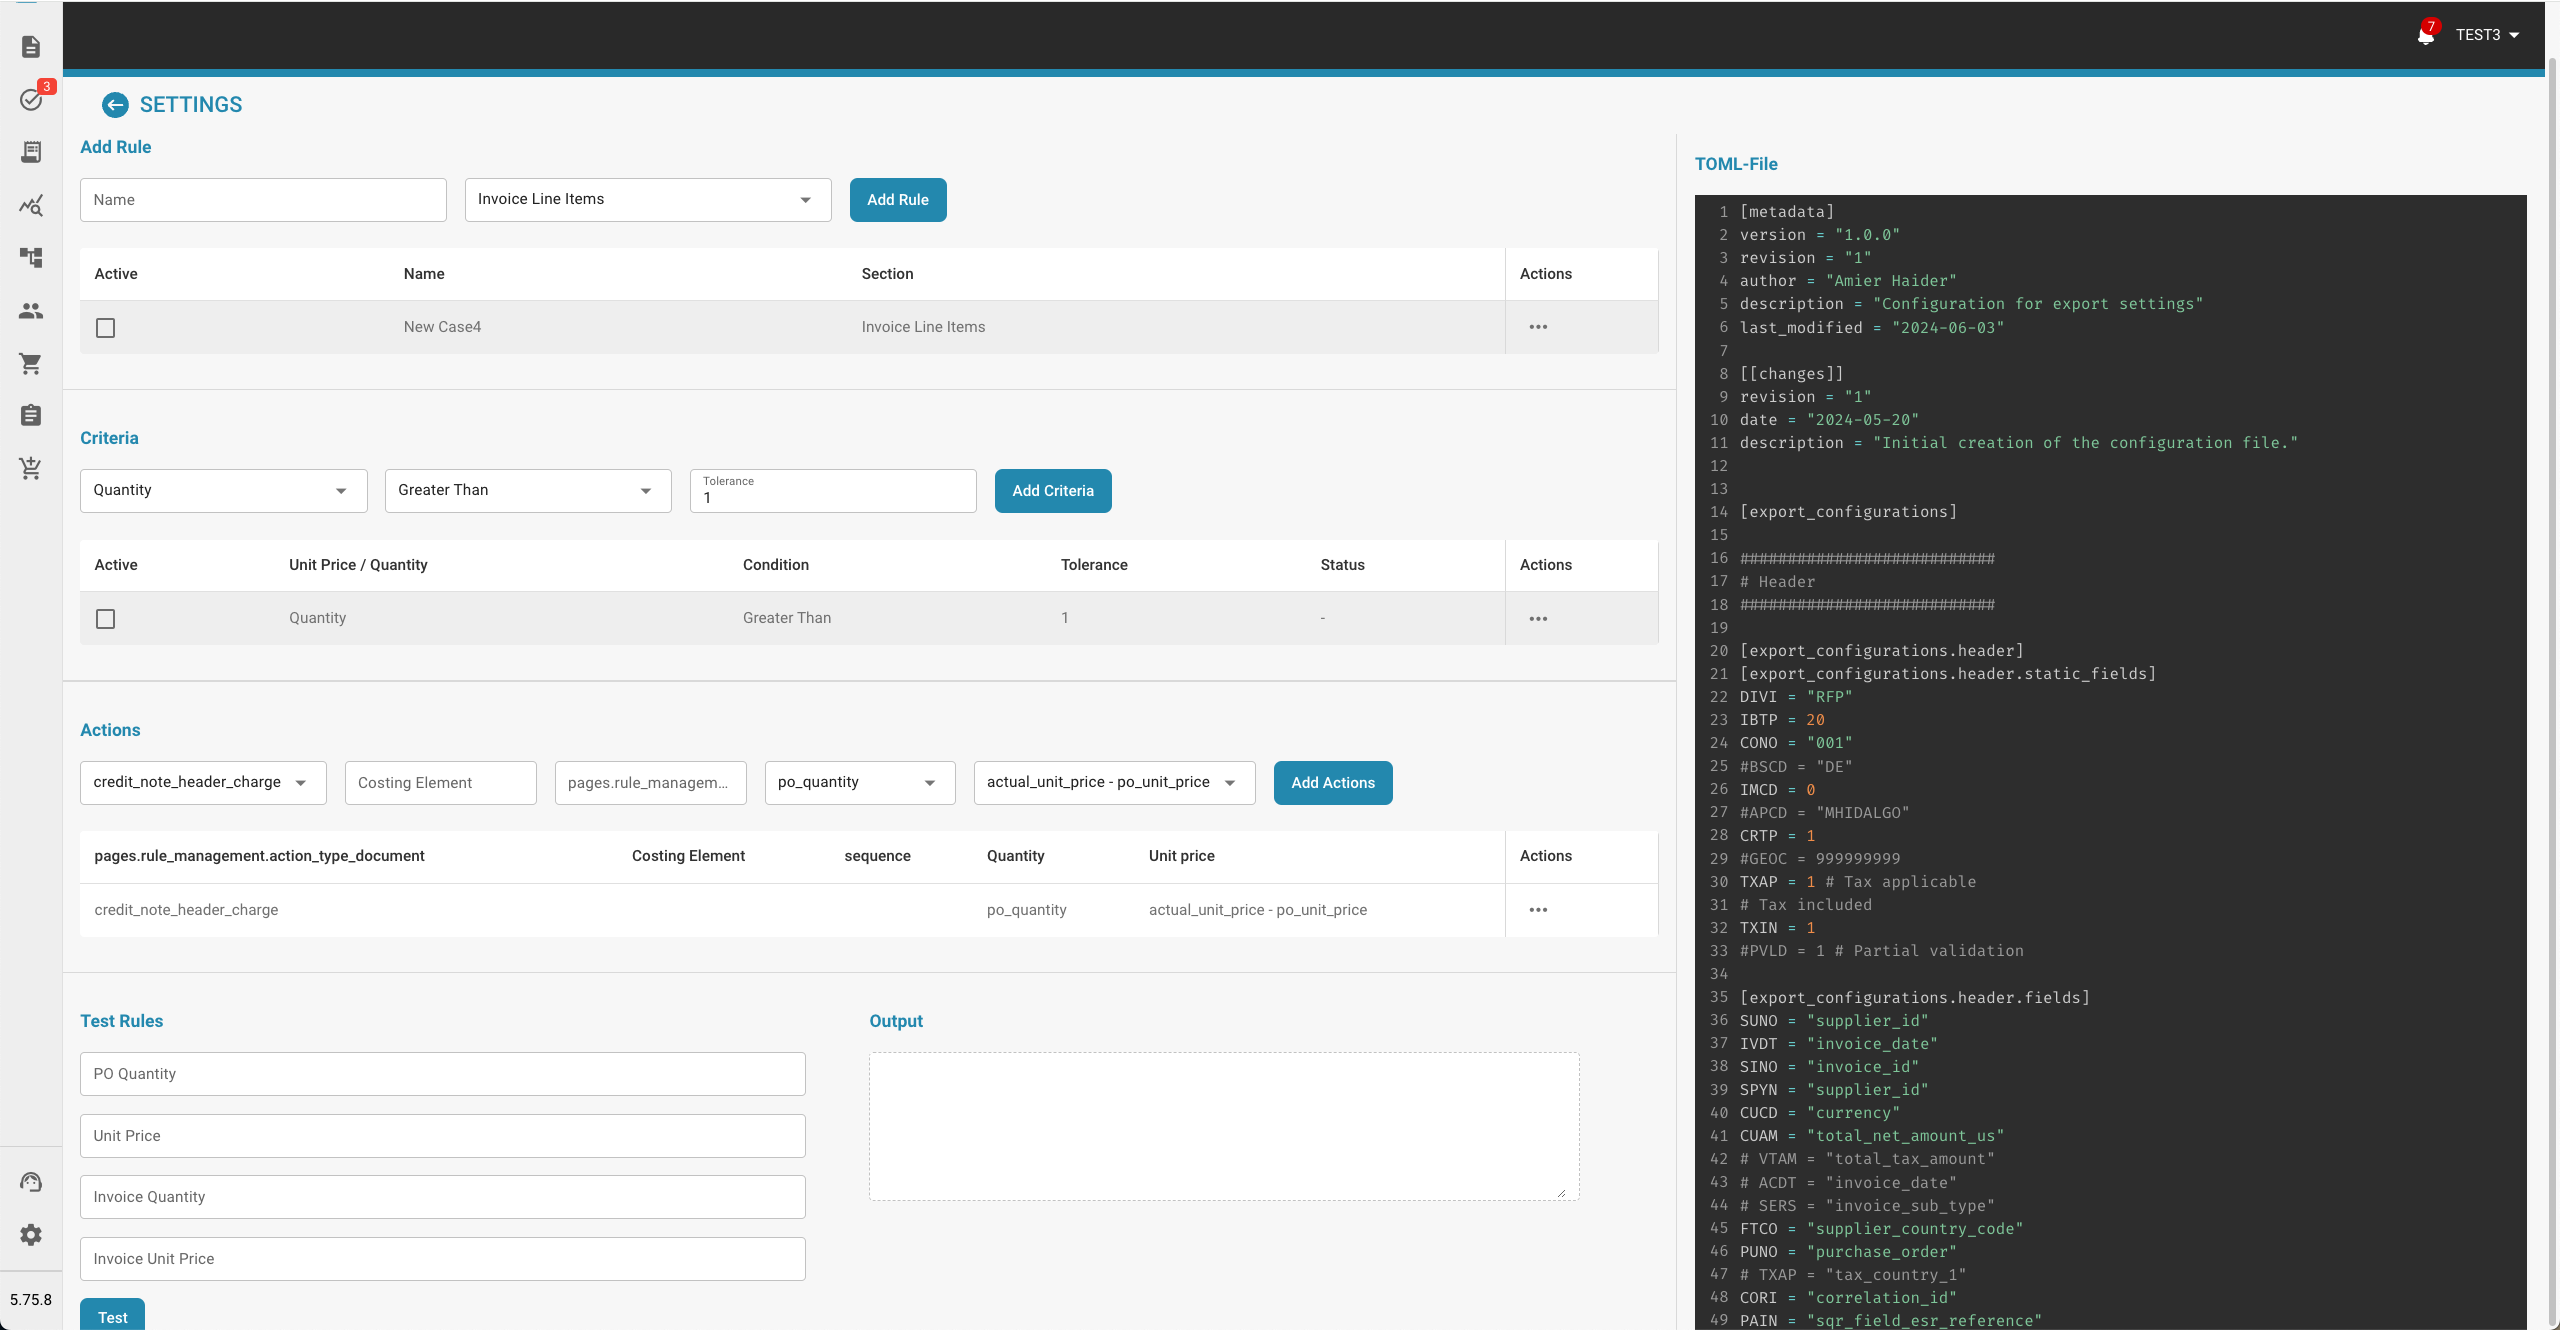 7
TEST3
3
SETTINGS
Add Rule
Name
Invoice Line Items
Add Rule
Active Name Section Actions
New Case4 Invoice Line Items
Criteria
Quantity
Greater Than
Tolerance
1
Add Criteria
Active Unit Price / Quantity Condition Tolerance Status Actions
Quantity Greater Than 1 -
Actions
credit_note_header_charge
Costing Element
pages.rule_managem...
po_quantity
actual_unit_price - po_unit_price
Add Actions
pages.rule_management.action_type_document Costing Element sequence Quantity Unit price Actions
credit_note_header_charge po_quantity actual_unit_price - po_unit_price
Test Rules
Output
PO Quantity
Unit Price
Invoice Quantity
Invoice Unit Price
Test
5.75.8
TOML-File
1 [metadata]
2 version = "1.0.0"
3 revision = "1"
4 author = "Amier Haider"
5 description = "Configuration for export settings"
6 last_modified = "2024-06-03"
7
8 [[changes]]
9 revision = "1"
10 date = "2024-05-20"
11 description = "Initial creation of the configuration file."
12
13
14 [export_configurations]
15
16 ###########################
17 # Header
18 ###########################
19
20 [export_configurations.header]
21 [export_configurations.header.static_fields]
22 DIVI = "RFP"
23 IBTP = 20
24 CONO = "001"
25 #BSCD = "DE"
26 IMCD = 0
27 #APCD = "MHIDALGO"
28 CRTP = 1
29 #GEOC = 999999999
30 TXAP = 1 # Tax applicable
31 # Tax included
32 TXIN = 1
33 #PVLD = 1 # Partial validation
34
35 [export_configurations.header.fields]
36 SUNO = "supplier_id"
37 IVDT = "invoice_date"
38 SINO = "invoice_id"
39 SPYN = "supplier_id"
40 CUCD = "currency"
41 CUAM = "total_net_amount_us"
42 # VTAM = "total_tax_amount"
43 # ACDT = "invoice_date"
44 # SERS = "invoice_sub_type"
45 FTCO = "supplier_country_code"
46 PUNO = "purchase_order"
47 # TXAP = "tax_country_1"
48 CORI = "correlation_id"
49 PAIN = "sqr_field_esr_reference"